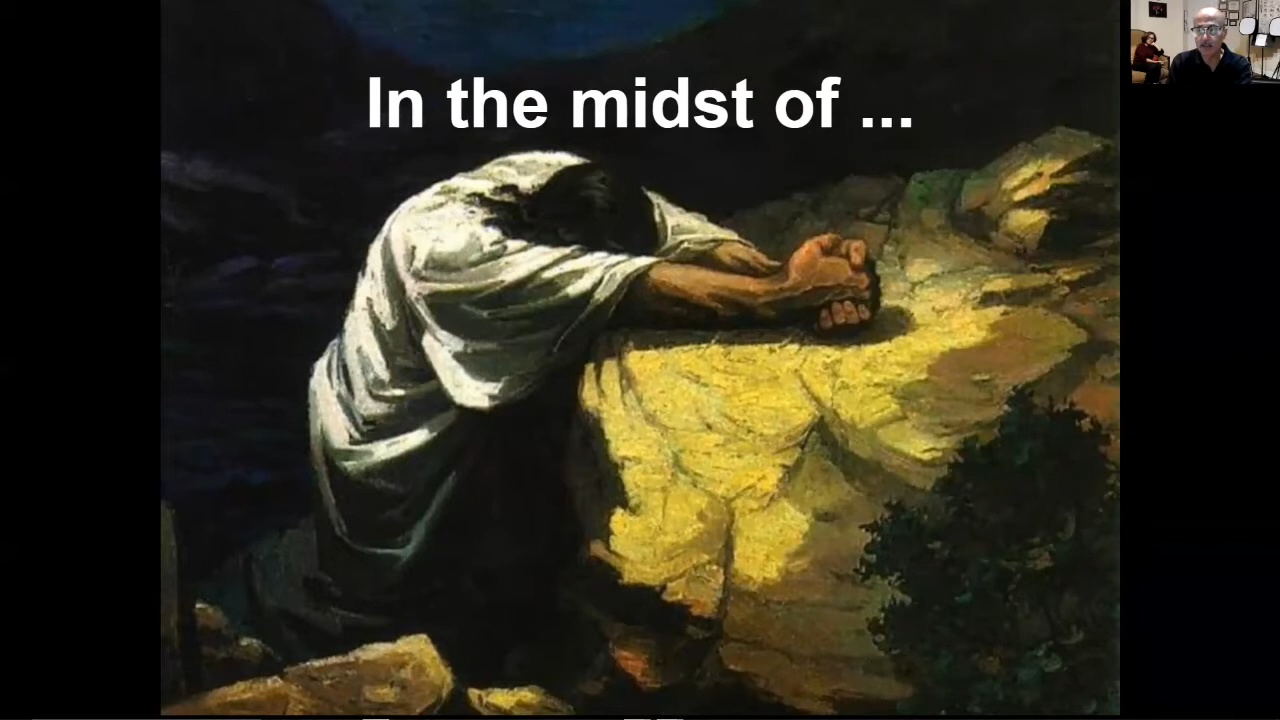 In the midst of ...